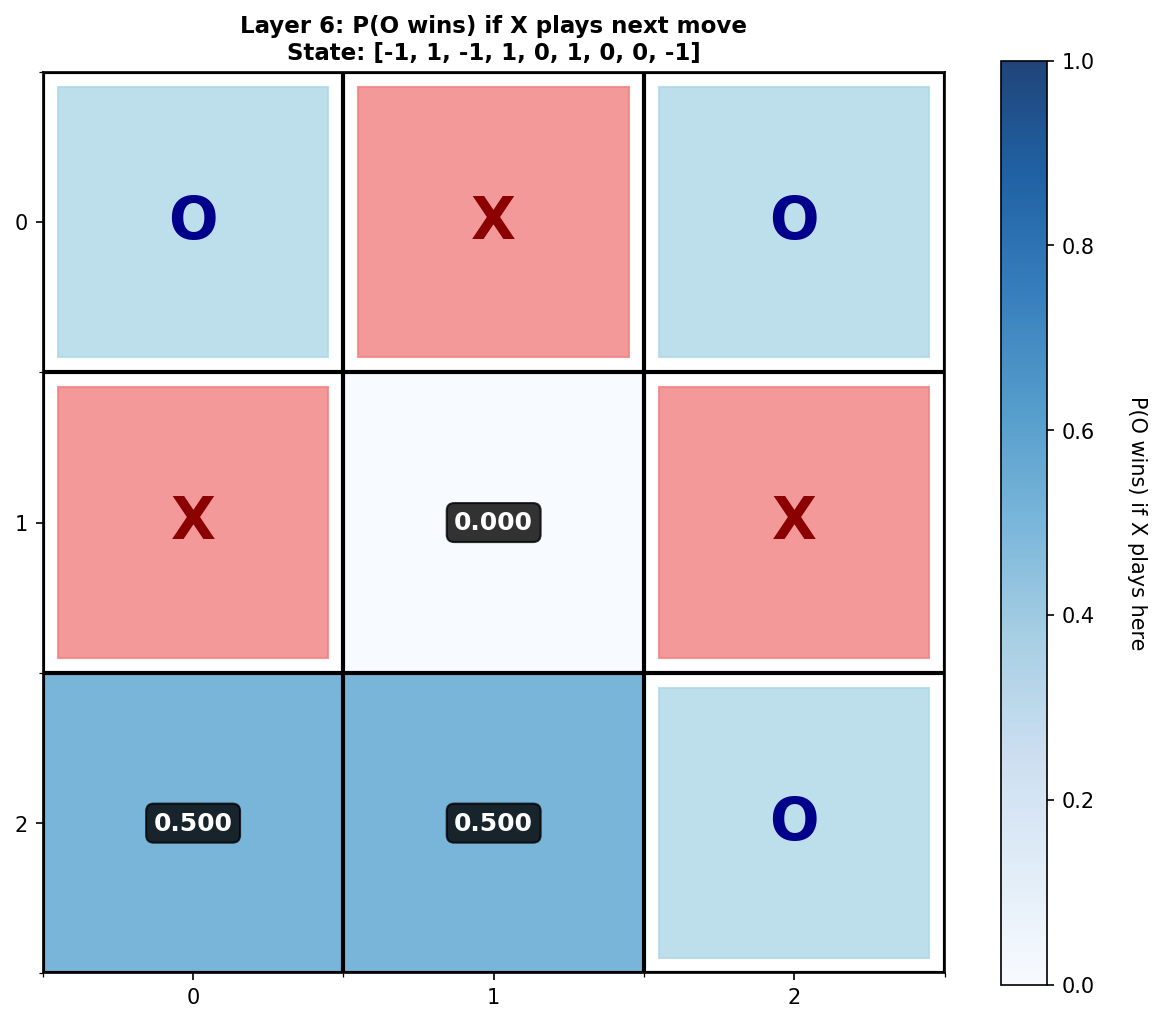 Layer 6: P(O wins) if X plays next move
State: [-1, 1, -1, 1, 0, 1, 0, 0, -1]
O X O
0
X 0.000 X
1
0.500 0.500 O
2
0 1 2
1.0
0.8
0.6
0.4
0.2
0.0
P(O wins) if X plays here